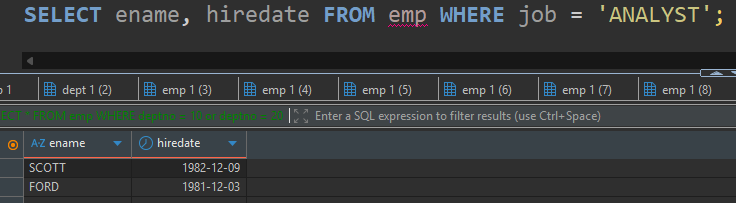 SELECT ename, hiredate FROM emp WHERE job = 'ANALYST';
p 1 dept 1 (2) emp 1 (3) emp 1 (4) emp 1 (5) emp 1 (6) emp 1 (7) emp 1 (8)
ECT * FROM emp WHERE deptno = 10 or deptno = 20 Enter a SQL expression to filter results (use Ctrl+Space)
A-Z ename hiredate
SCOTT 1982-12-09
FORD 1981-12-03